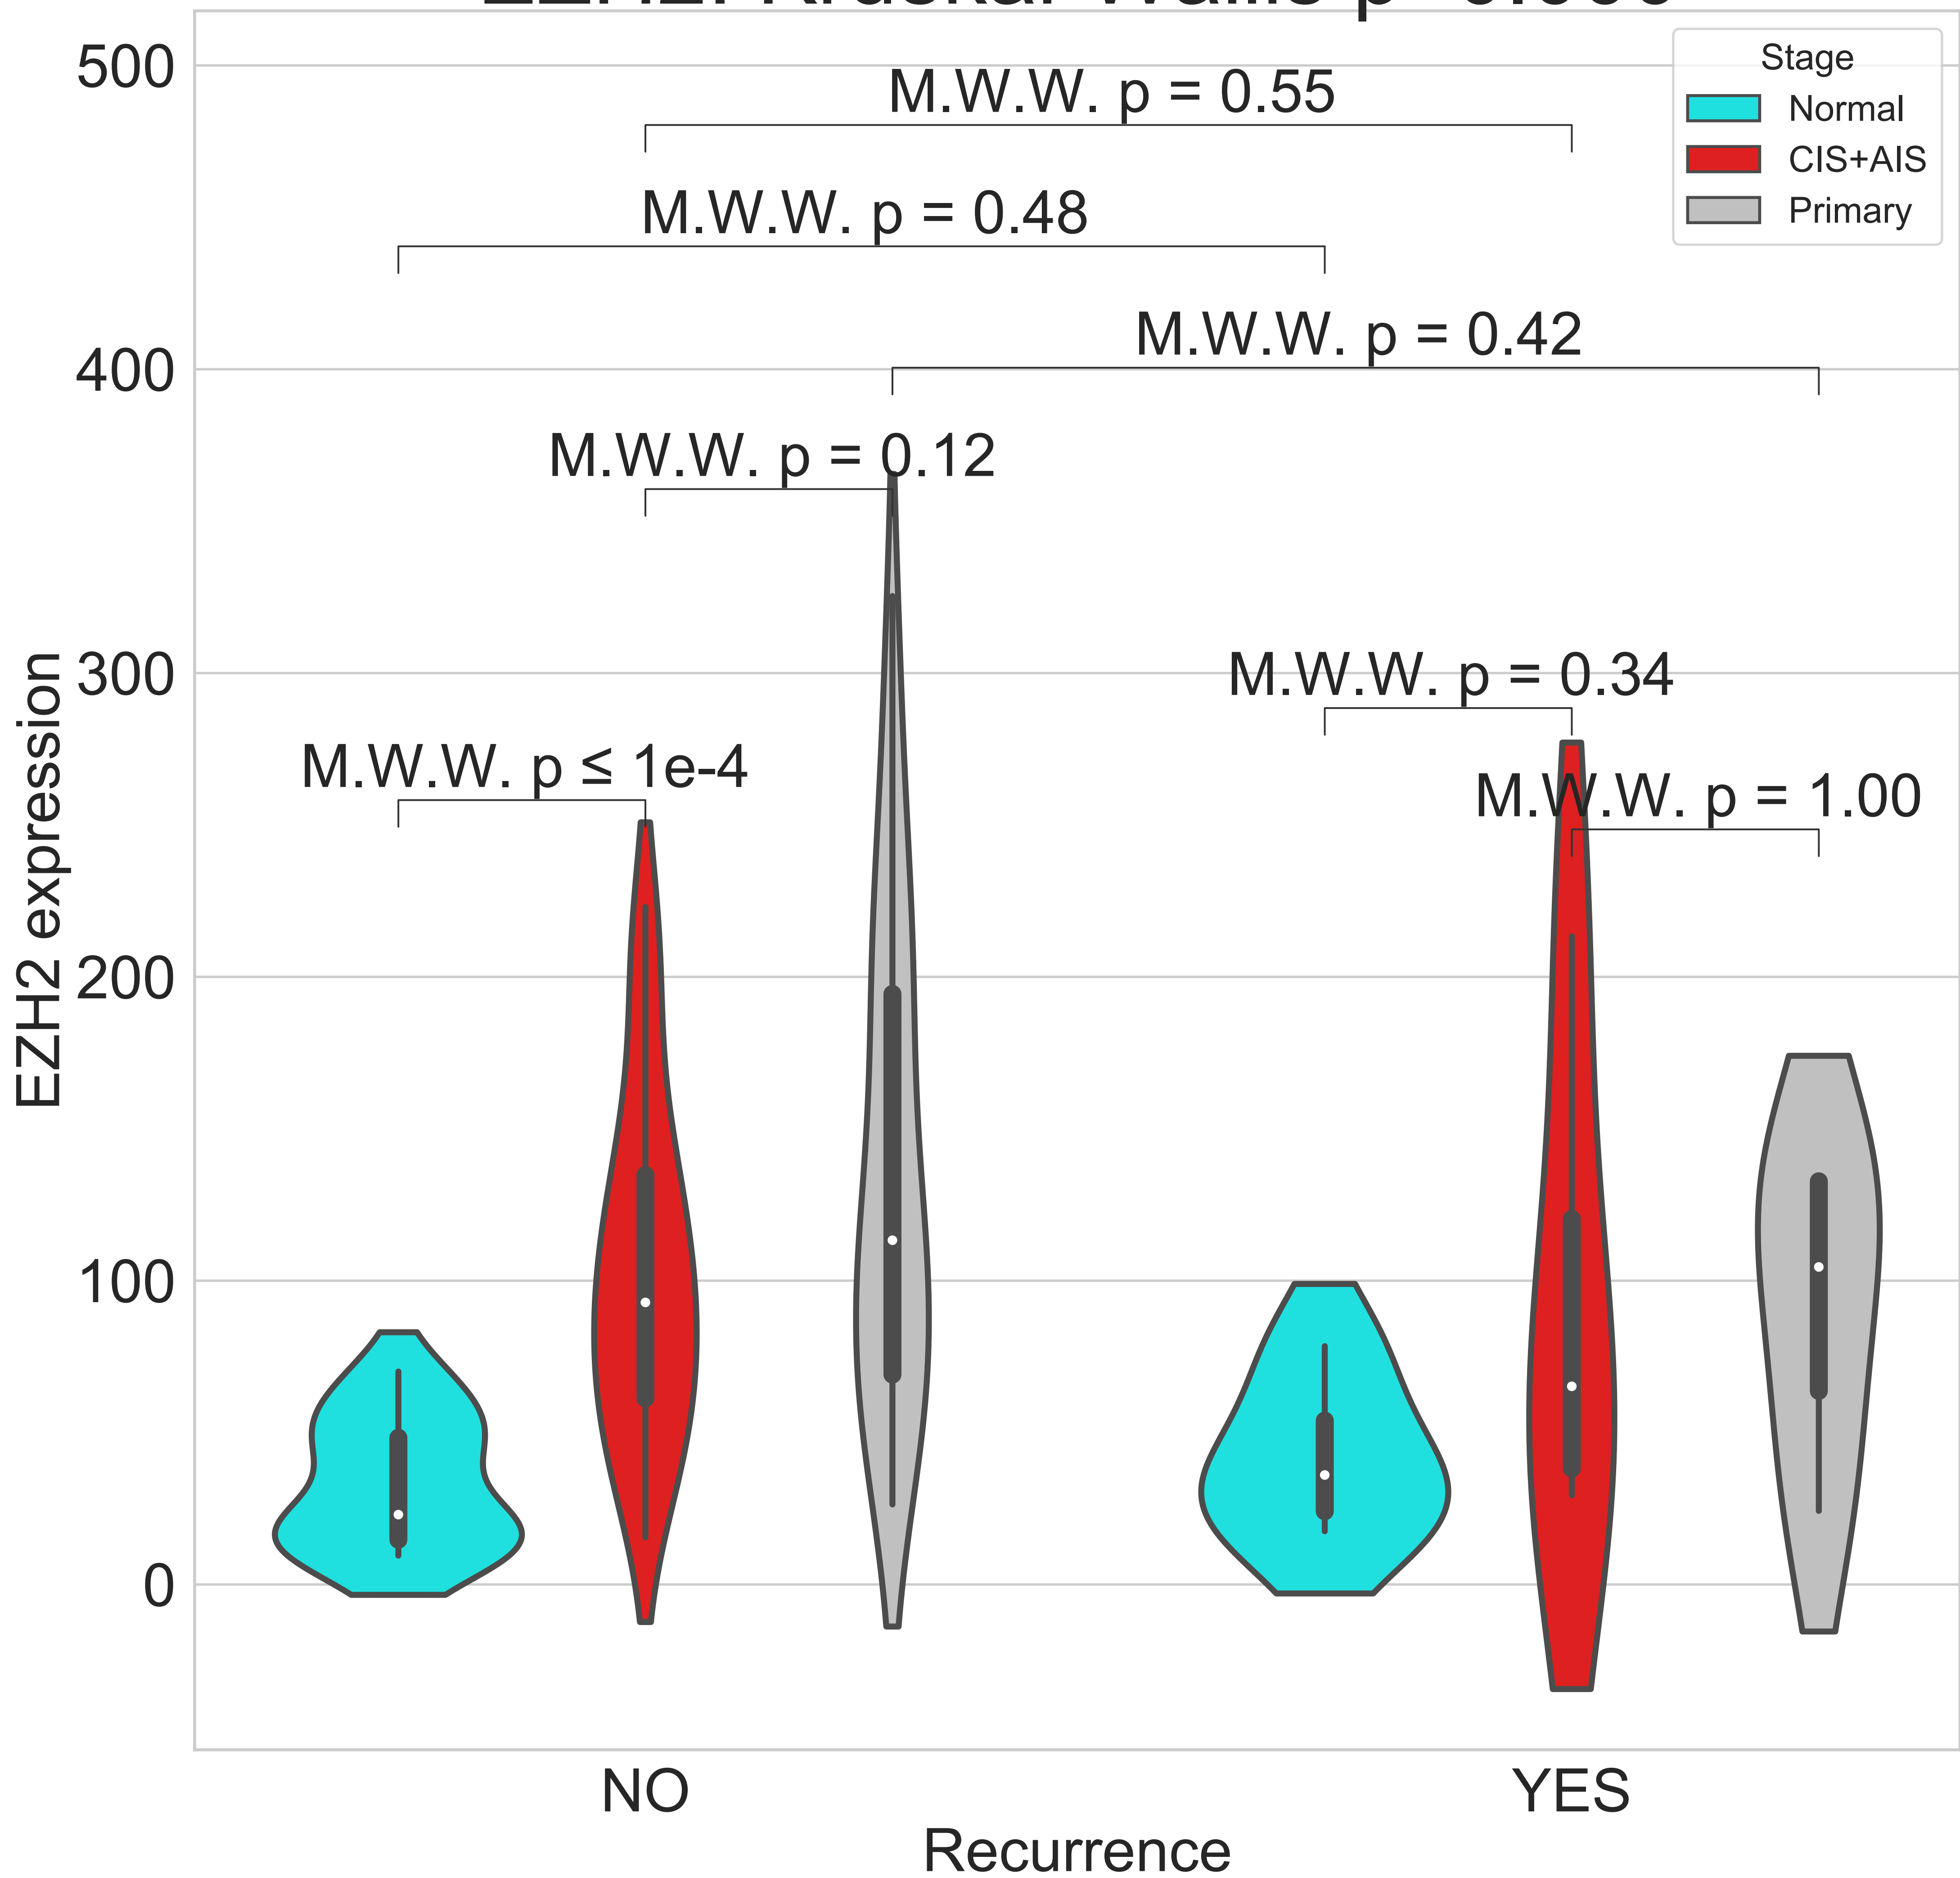 500
Stage
Normal
CIS+AIS
Primary
M.W.W. p = 0.55
M.W.W. p = 0.48
M.W.W. p = 0.42
400
M.W.W. p = 0.12
300
M.W.W. p = 0.34
M.W.W. p ≤ 1e-4
M.W.W. p = 1.00
EZH2 expression
200
100
0
NO
YES
Recurrence